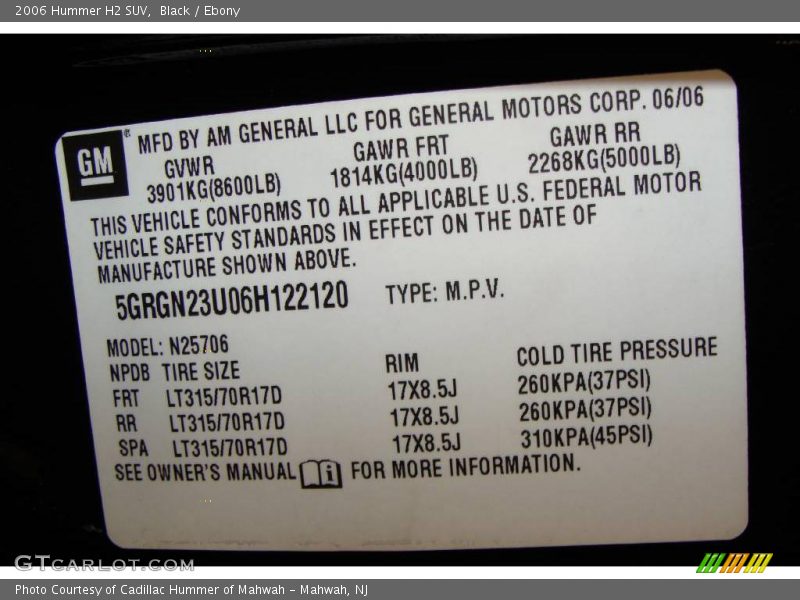 2006 Hummer H2 SUV, Black / Ebony
GM®
MFD BY AM GENERAL LLC FOR GENERAL MOTORS CORP. 06/06
GVWR GAWR FRT GAWR RR
3901KG(8600LB) 1814KG(4000LB) 2268KG(5000LB)
THIS VEHICLE CONFORMS TO ALL APPLICABLE U.S. FEDERAL MOTOR
VEHICLE SAFETY STANDARDS IN EFFECT ON THE DATE OF
MANUFACTURE SHOWN ABOVE.
5GRGN23U06H122120 TYPE: M.P.V.
MODEL: N25706
NPDB TIRE SIZE RIM COLD TIRE PRESSURE
FRT LT315/70R17D 17X8.5J 260KPA(37PSI)
RR LT315/70R17D 17X8.5J 260KPA(37PSI)
SPA LT315/70R17D 17X8.5J 310KPA(45PSI)
SEE OWNER'S MANUAL i FOR MORE INFORMATION.
GTCARLOT.COM
Photo Courtesy of Cadillac Hummer of Mahwah - Mahwah, NJ